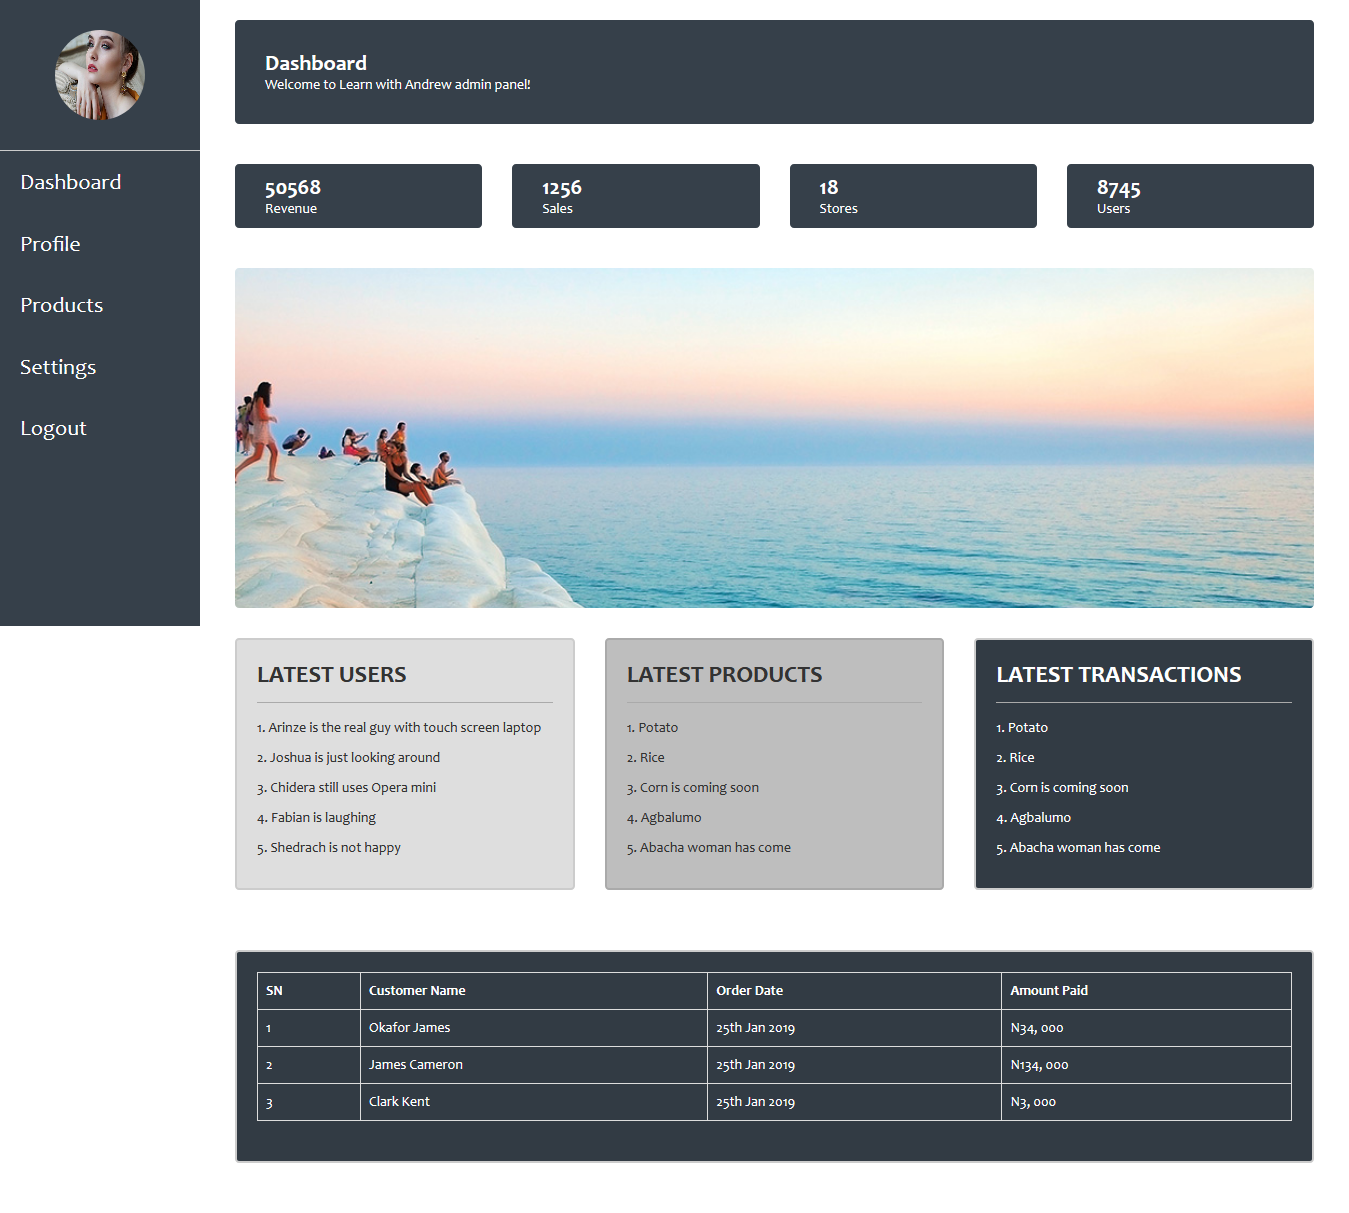 Dashboard
Profile
Products
Settings
Logout
Dashboard
Welcome to Learn with Andrew admin panel!
50568
Revenue
1256
Sales
18
Stores
8745
Users
LATEST USERS
1. Arinze is the real guy with touch screen laptop
2. Joshua is just looking around
3. Chidera still uses Opera mini
4. Fabian is laughing
5. Shedrach is not happy
LATEST PRODUCTS
1. Potato
2. Rice
3. Corn is coming soon
4. Agbalumo
5. Abacha woman has come
LATEST TRANSACTIONS
1. Potato
2. Rice
3. Corn is coming soon
4. Agbalumo
5. Abacha woman has come
SN Customer Name Order Date Amount Paid
1 Okafor James 25th Jan 2019 N34, 000
2 James Cameron 25th Jan 2019 N134, 000
3 Clark Kent 25th Jan 2019 N3, 000